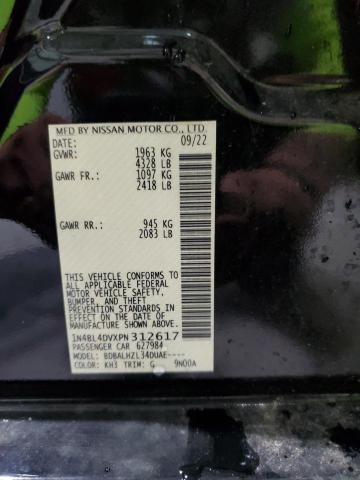 MFD BY NISSAN MOTOR CO., LTD.
DATE: 09/22
GVWR: 1963 KG
4328 LB
GAWR FR.: 1097 KG
2418 LB
GAWR RR.: 945 KG
2083 LB
THIS VEHICLE CONFORMS TO
ALL APPLICABLE FEDERAL
MOTOR VEHICLE SAFETY,
BUMPER, AND THEFT
PREVENTION STANDARDS
IN EFFECT ON THE DATE
OF MANUFACTURE
SHOWN ABOVE.
1N4BL4DVXPN312617
PASSENGER CAR 627984
MODEL: BDBALHZL34DUAE----
COLOR: KH3 TRIM: G 9N00A